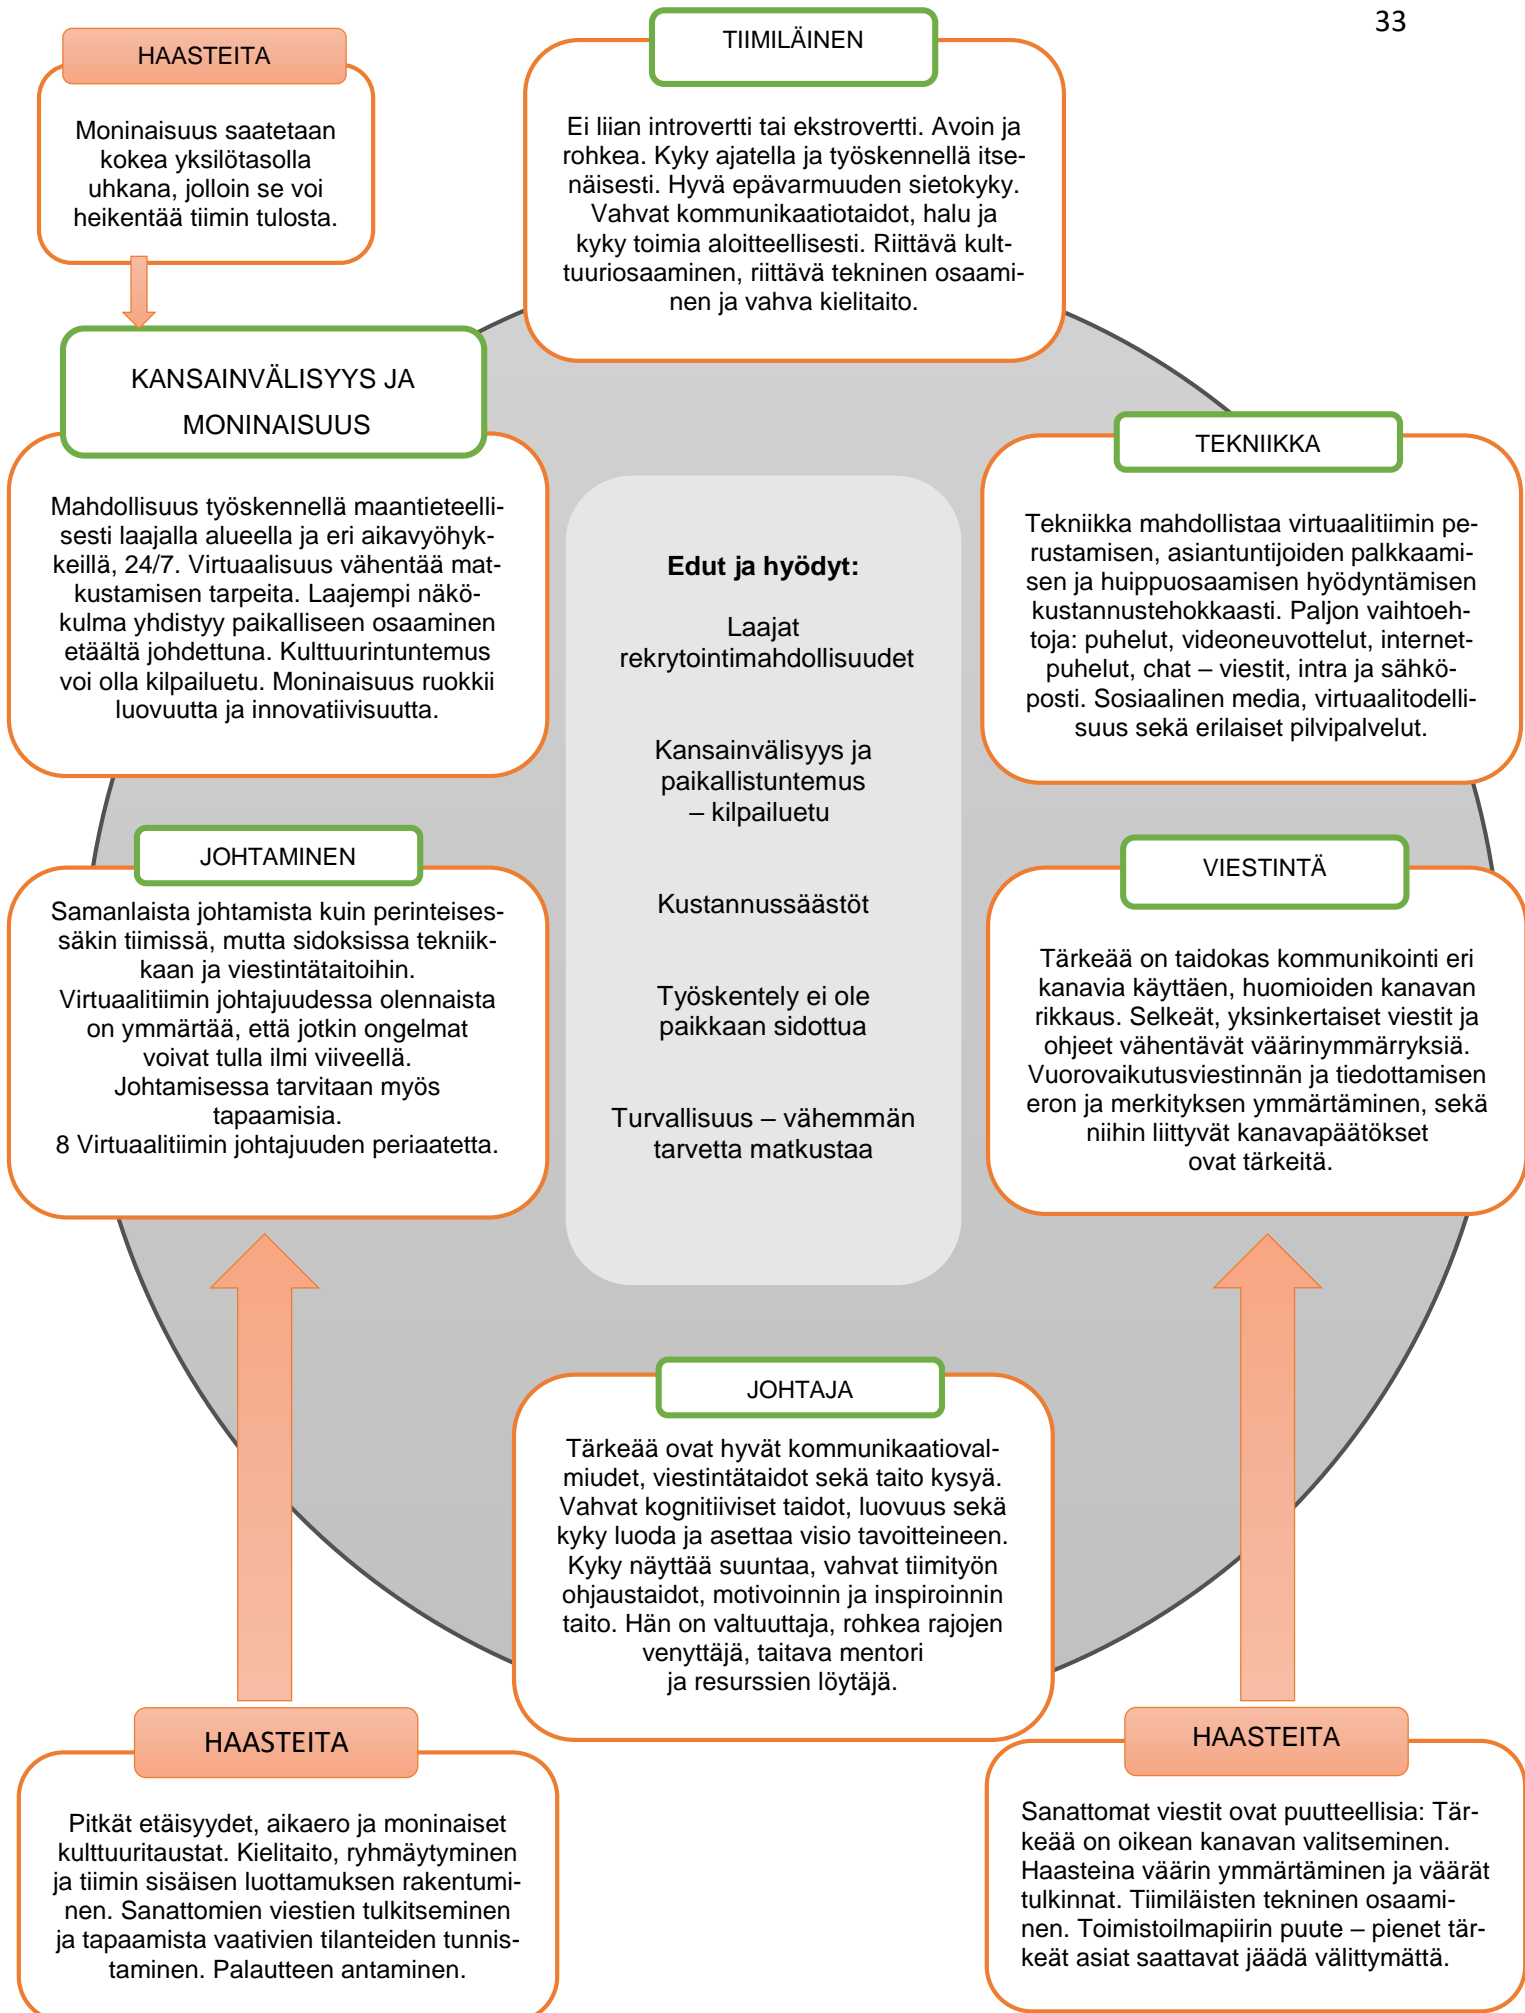 33
HAASTEITA
Moninaisuus saatetaan
kokea yksilötasolla
uhkana, jolloin se voi
heikentää tiimin tulosta.
TIIMILÄINEN
Ei liian introvertti tai ekstrovertti. Avoin ja
rohkea. Kyky ajatella ja työskennellä itse-
näisesti. Hyvä epävarmuuden sietokyky.
Vahvat kommunikaatiotaidot, halu ja
kyky toimia aloitteellisesti. Riittävä kult-
tuuriosaaminen, riittävä tekninen osaami-
nen ja vahva kielitaito.
KANSAINVÄLISYYS JA
MONINAISUUS
Mahdollisuus työskennellä maantieteelli-
sesti laajalla alueella ja eri aikavyöhyk-
keillä, 24/7. Virtuaalisuus vähentää mat-
kustamisen tarpeita. Laajempi näkö-
kulma yhdistyy paikalliseen osaaminen
etäältä johdettuna. Kulttuurintuntemus
voi olla kilpailuetu. Moninaisuus ruokkii
luovuutta ja innovatiivisuutta.
TEKNIIKKA
Tekniikka mahdollistaa virtuaalitiimin pe-
rustamisen, asiantuntijoiden palkkaami-
sen ja huippuosaamisen hyödyntämisen
kustannustehokkaasti. Paljon vaihtoeh-
toja: puhelut, videoneuvottelut, internet-
puhelut, chat – viestit, intra ja sähkö-
posti. Sosiaalinen media, virtuaalitodelli-
suus sekä erilaiset pilvipalvelut.
Edut ja hyödyt:
Laajat
rekrytointimahdollisuudet
Kansainvälisyys ja
paikallistuntemus
– kilpailuetu
Kustannussäästöt
Työskentely ei ole
paikkaan sidottua
Turvallisuus – vähemmän
tarvetta matkustaa
JOHTAMINEN
Samanlaista johtamista kuin perinteises-
säkin tiimissä, mutta sidoksissa tekniik-
kaan ja viestintätaitoihin.
Virtuaalitiimin johtajuudessa olennaista
on ymmärtää, että jotkin ongelmat
voivat tulla ilmi viiveellä.
Johtamisessa tarvitaan myös
tapaamisia.
8 Virtuaalitiimin johtajuuden periaatetta.
VIESTINTÄ
Tärkeää on taidokas kommunikointi eri
kanavia käyttäen, huomioiden kanavan
rikkaus. Selkeät, yksinkertaiset viestit ja
ohjeet vähentävät väärinymmärryksiä.
Vuorovaikutusviestinnän ja tiedottamisen
eron ja merkityksen ymmärtäminen, sekä
niihin liittyvät kanavapäätökset
ovat tärkeitä.
JOHTAJA
Tärkeää ovat hyvät kommunikaatioval-
miudet, viestintätaidot sekä taito kysyä.
Vahvat kognitiiviset taidot, luovuus sekä
kyky luoda ja asettaa visio tavoitteineen.
Kyky näyttää suuntaa, vahvat tiimityön
ohjaustaidot, motivoinnin ja inspiroinnin
taito. Hän on valtuuttaja, rohkea rajojen
venyttäjä, taitava mentori
ja resurssien löytäjä.
HAASTEITA
Pitkät etäisyydet, aikaero ja moninaiset
kulttuuritaustat. Kielitaito, ryhmäytyminen
ja tiimin sisäisen luottamuksen rakentumi-
nen. Sanattomien viestien tulkitseminen
ja tapaamista vaativien tilanteiden tunnis-
taminen. Palautteen antaminen.
HAASTEITA
Sanattomat viestit ovat puutteellisia: Tär-
keää on oikean kanavan valitseminen.
Haasteina väärin ymmärtäminen ja väärät
tulkinnat. Tiimiläisten tekninen osaami-
nen. Toimistoilmapiirin puute – pienet tär-
keät asiat saattavat jäädä välittymättä.